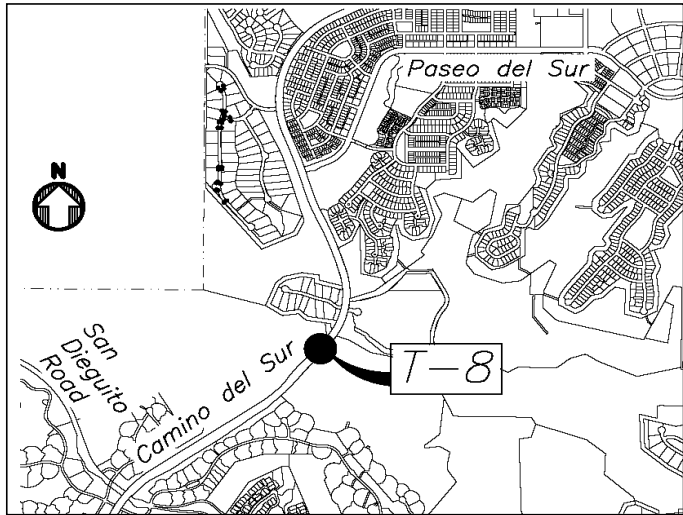 Paseo del Sur
N
San
Dieguito
Road
Camino del Sur
T-8